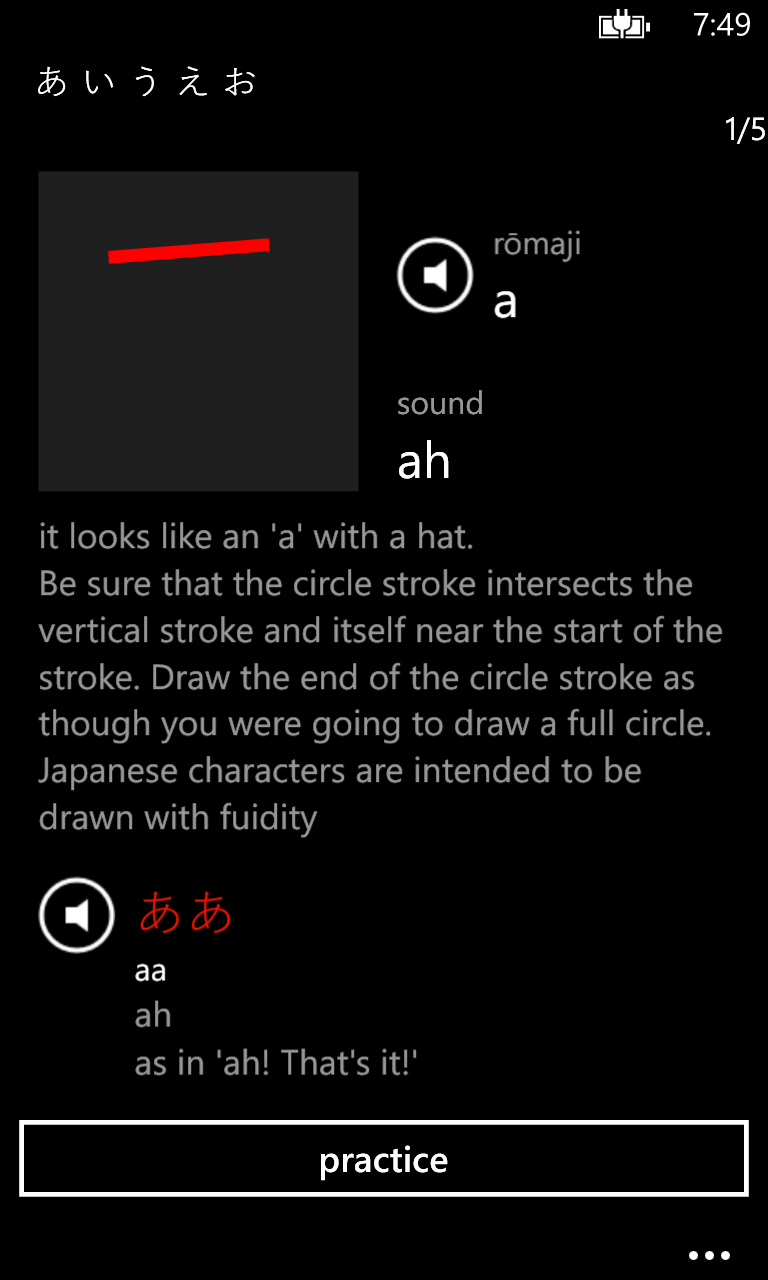 7:49
あ い う え お
1/5
rōmaji
a
sound
ah
it looks like an 'a' with a hat.
Be sure that the circle stroke intersects the
vertical stroke and itself near the start of the
stroke. Draw the end of the circle stroke as
though you were going to draw a full circle.
Japanese characters are intended to be
drawn with fuidity
ああ
aa
ah
as in 'ah! That's it!'
practice